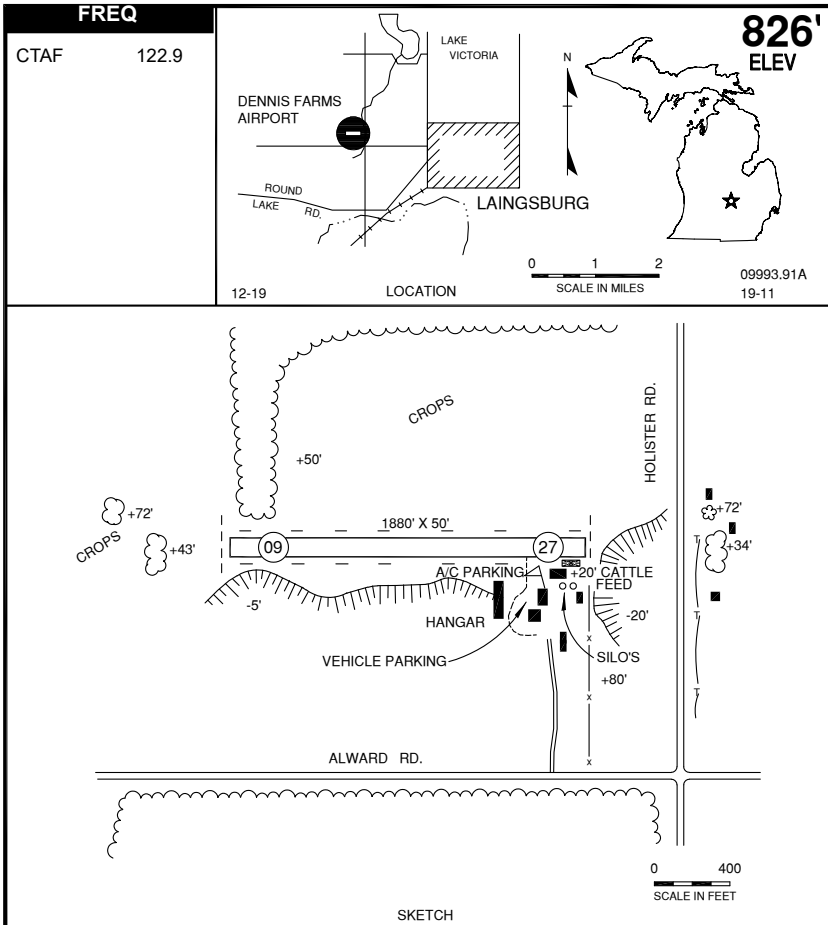 FREQ
CTAF 122.9
LAKE
VICTORIA
N
826'
ELEV
DENNIS FARMS
AIRPORT
ROUND
LAKE RD.
LAINGSBURG
0 1 2
SCALE IN MILES
12-19
LOCATION
09993.91A
19-11
CROPS
HOLISTER RD.
+50'
+72'
+72'
CROPS
+43'
1880' X 50'
+34'
09
27
A/C PARKING
+20' CATTLE
FEED
-5'
-20'
HANGAR
VEHICLE PARKING
SILO'S
+80'
T
T
T
x
x
x
ALWARD RD.
0 400
SCALE IN FEET
SKETCH